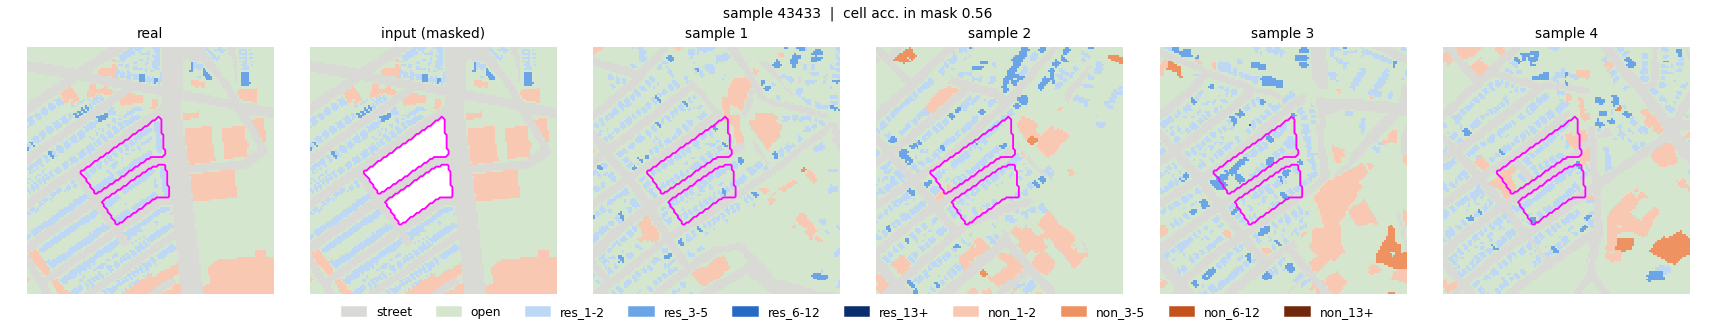 sample 43433 | cell acc. in mask 0.56
real
input (masked)
sample 1
sample 2
sample 3
sample 4
street
open
res_1-2
res_3-5
res_6-12
res_13+
non_1-2
non_3-5
non_6-12
non_13+